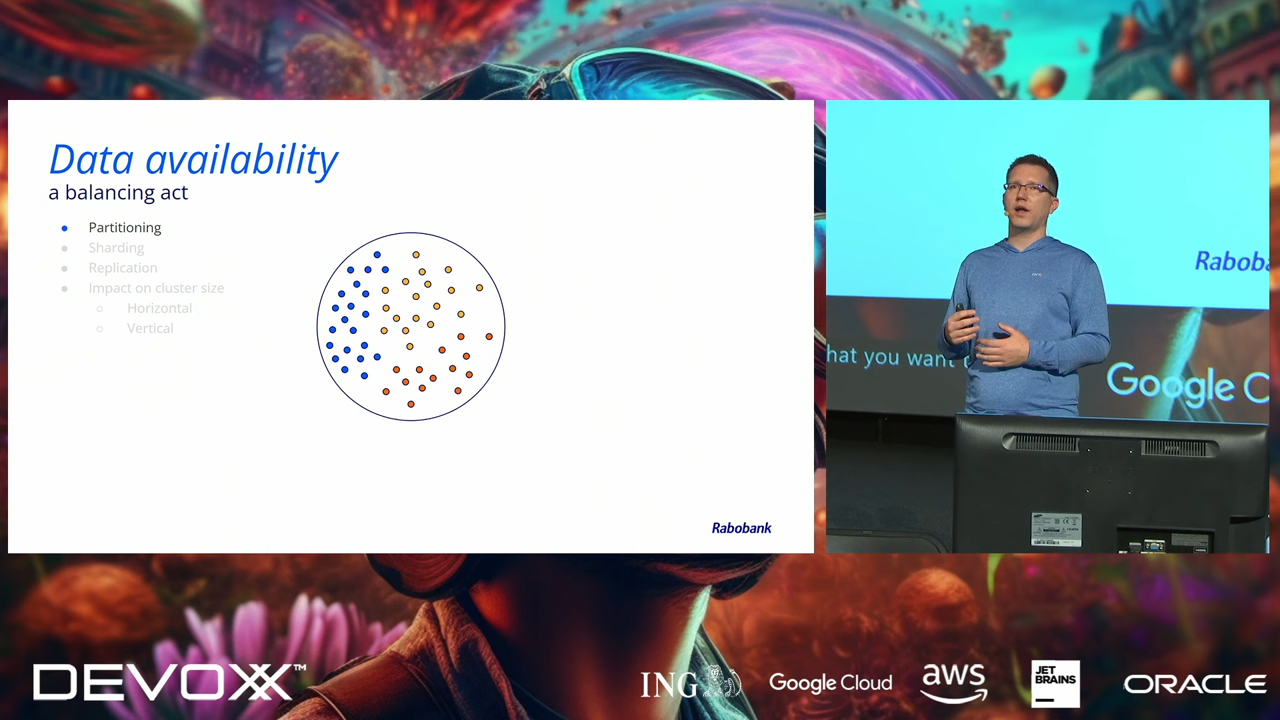 Data availability
a balancing act
Partitioning
Sharding
Replication
Impact on cluster size
Horizontal
Vertical
Rabobank
Raboba
hat you want
Google C
DEVOXX™
ING
Google Cloud
aws
JET
BRAINS
ORACLE